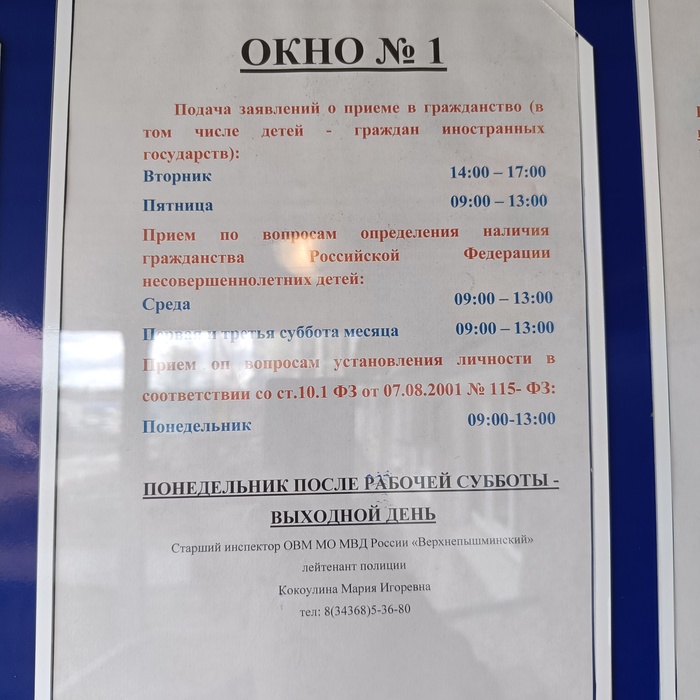 ОКНО № 1
Подача заявлений о приеме в гражданство (в
том числе детей - граждан иностранных
государств):
Вторник 14:00 – 17:00
Пятница 09:00 – 13:00
Прием по вопросам определения наличия
гражданства Российской Федерации
несовершеннолетних детей:
Среда 09:00 – 13:00
Первая и третья суббота месяца 09:00 – 13:00
Прием оп вопросам установления личности в
соответствии со ст.10.1 ФЗ от 07.08.2001 № 115- ФЗ:
Понедельник 09:00-13:00
ПОНЕДЕЛЬНИК ПОСЛЕ РАБОЧЕЙ СУББОТЫ -
ВЫХОДНОЙ ДЕНЬ
Старший инспектор ОВМ МО МВД России «Верхнепышминский»
лейтенант полиции
Кокоулина Мария Игоревна
тел: 8(34368)5-36-80